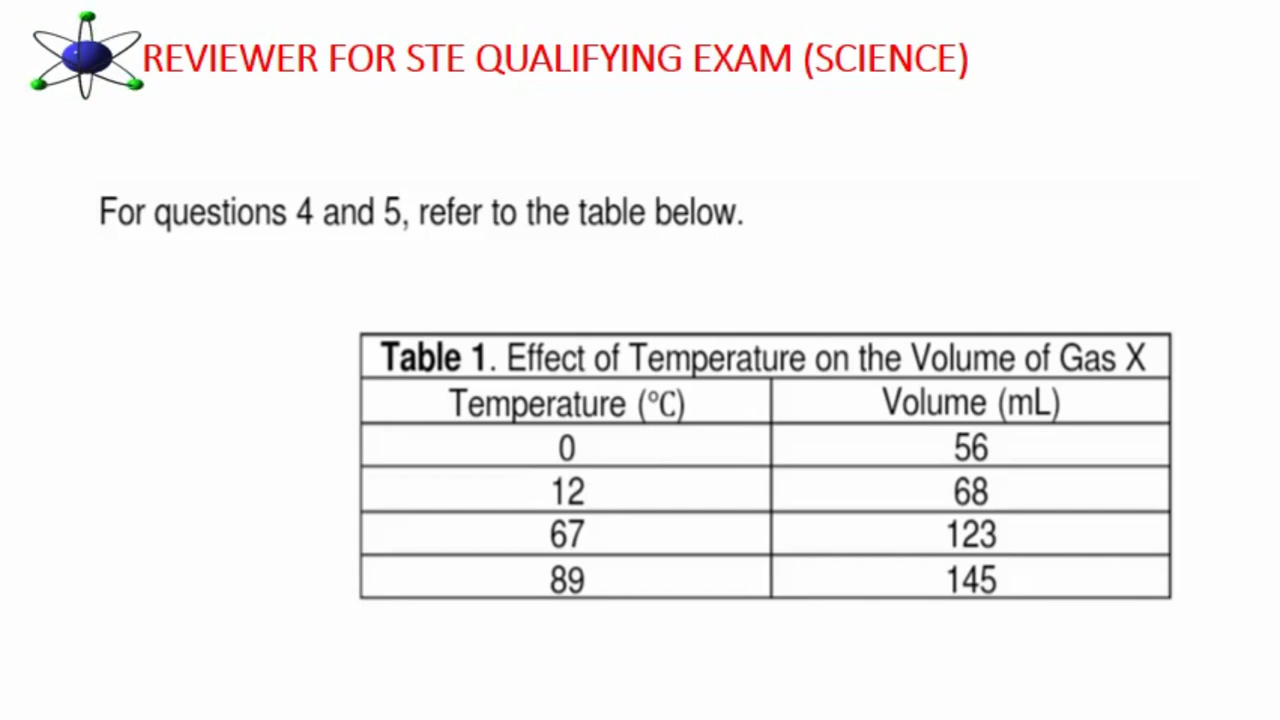 REVIEWER FOR STE QUALIFYING EXAM (SCIENCE)
For questions 4 and 5, refer to the table below.
Table 1. Effect of Temperature on the Volume of Gas X
Temperature (°C) Volume (mL)
0 56
12 68
67 123
89 145